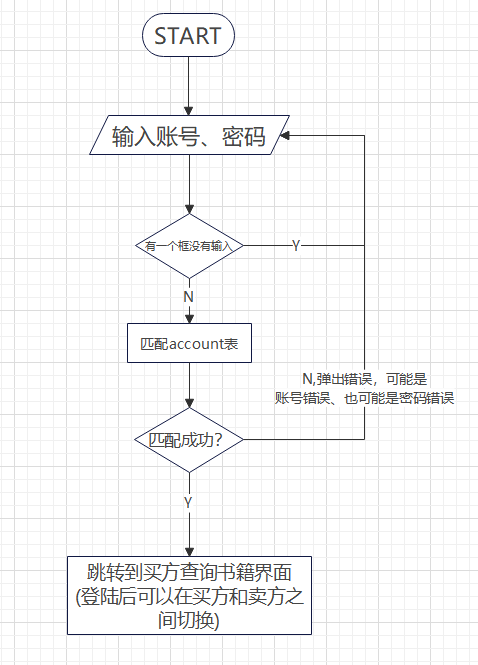 START
输入账号、密码
有一个框没有输入
Y
N
匹配account表
N,弹出错误，可能是
账号错误、也可能是密码错误
匹配成功?
Y
跳转到买方查询书籍界面
(登陆后可以在买方和卖方之
间切换)